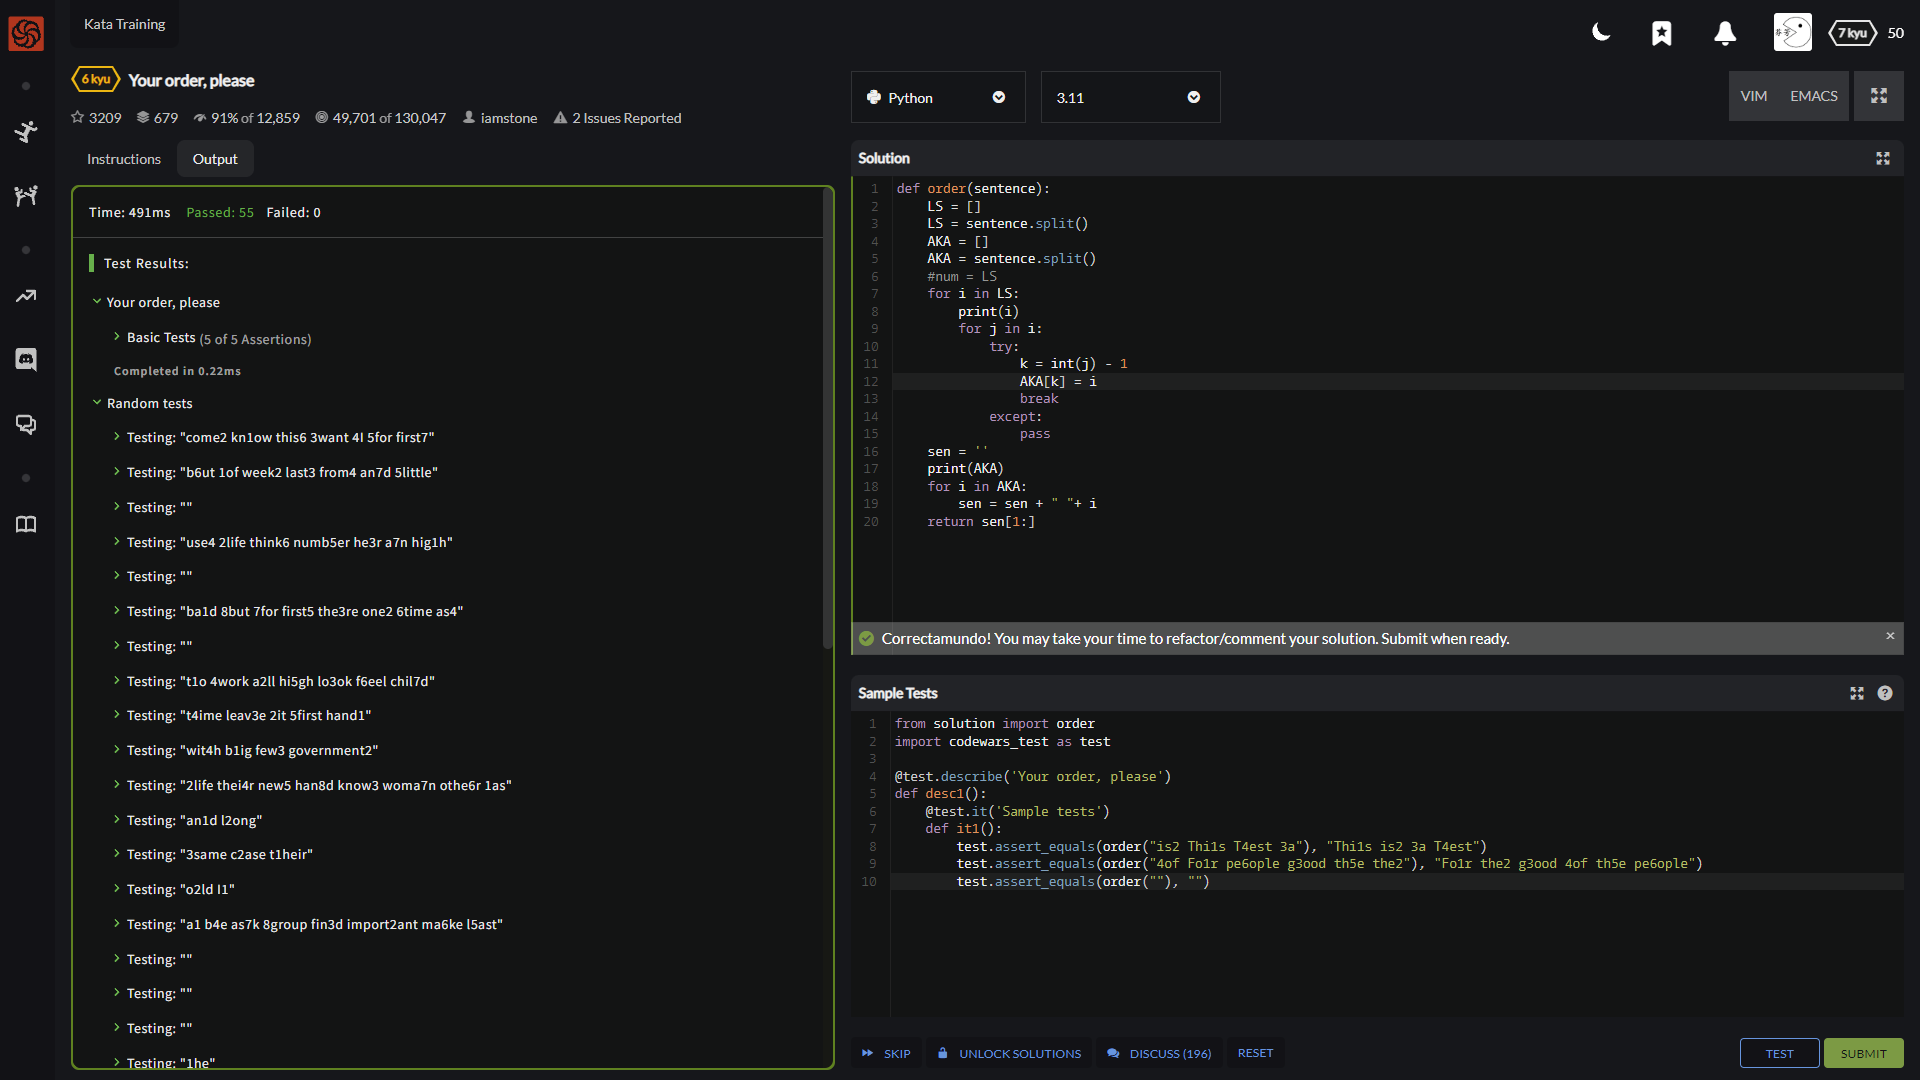 Kata Training
7 kyu 50
6 kyu Your order, please
3209 679 91% of 12,859 49,701 of 130,047 iamstone 2 Issues Reported
Instructions Output
Time: 491ms Passed: 55 Failed: 0
Test Results:
Your order, please
Basic Tests (5 of 5 Assertions)
Completed in 0.22ms
Random tests
Testing: "come2 kn1ow this6 3want 4I 5for first7"
Testing: "b6ut 1of week2 last3 from4 an7d 5little"
Testing: ""
Testing: "use4 2life think6 numb5er he3r a7n hig1h"
Testing: ""
Testing: "ba1d 8but 7for first5 the3re one2 6time as4"
Testing: ""
Testing: "t1o 4work a2ll hi5gh lo3ok f6eel chil7d"
Testing: "t4ime leav3e 2it 5first hand1"
Testing: "wit4h b1ig few3 government2"
Testing: "2life thei4r new5 han8d know3 woma7n othe6r 1as"
Testing: "an1d l2ong"
Testing: "3same c2ase t1heir"
Testing: "o2ld I1"
Testing: "a1 b4e as7k 8group fin3d import2ant ma6ke l5ast"
Testing: ""
Testing: ""
Testing: ""
Testing: "1he"
Python 3.11 VIM EMACS
Solution
1 def order(sentence):
2 LS = []
3 LS = sentence.split()
4 AKA = []
5 AKA = sentence.split()
6 #num = LS
7 for i in LS:
8 print(i)
9 for j in i:
10 try:
11 k = int(j) - 1
12 AKA[k] = i
13 break
14 except:
15 pass
16 sen = ''
17 print(AKA)
18 for i in AKA:
19 sen = sen + " "+ i
20 return sen[1:]
Correctamundo! You may take your time to refactor/comment your solution. Submit when ready. ×
Sample Tests ?
1 from solution import order
2 import codewars_test as test
3
4 @test.describe('Your order, please')
5 def desc1():
6 @test.it('Sample tests')
7 def it1():
8 test.assert_equals(order("is2 Thi1s T4est 3a"), "Thi1s is2 3a T4est")
9 test.assert_equals(order("4of Fo1r pe6ople g3ood th5e the2"), "Fo1r the2 g3ood 4of th5e pe6ople")
10 test.assert_equals(order(""), "")
SKIP UNLOCK SOLUTIONS DISCUSS (196) RESET TEST SUBMIT